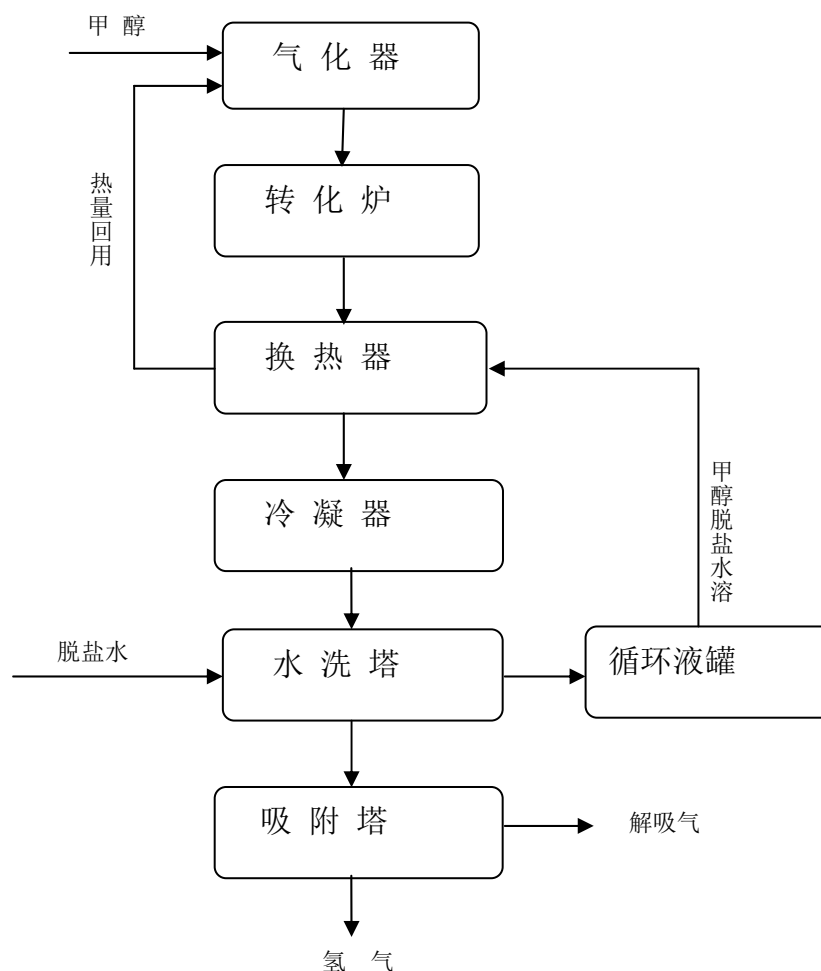 甲 醇
气 化 器
转 化 炉
热量回用
换 热 器
冷 凝 器
甲醇脱盐水溶
脱盐水
水 洗 塔
循环液罐
吸 附 塔
解吸气
氢 气